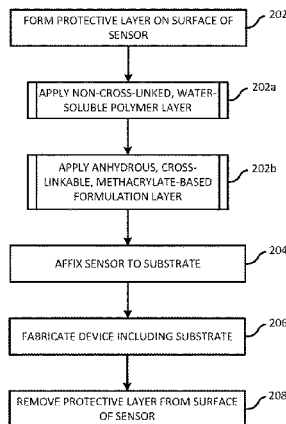 FORM PROTECTIVE LAYER ON SURFACE OF
SENSOR
202
APPLY NON-CROSS-LINKED, WATER-
SOLUBLE POLYMER LAYER
202a
APPLY ANHYDROUS, CROSS-
LINKABLE, METHACRYLATE-BASED
FORMULATION LAYER
202b
AFFIX SENSOR TO SUBSTRATE
204
FABRICATE DEVICE INCLUDING SUBSTRATE
206
REMOVE PROTECTIVE LAYER FROM SURFACE
OF SENSOR
208